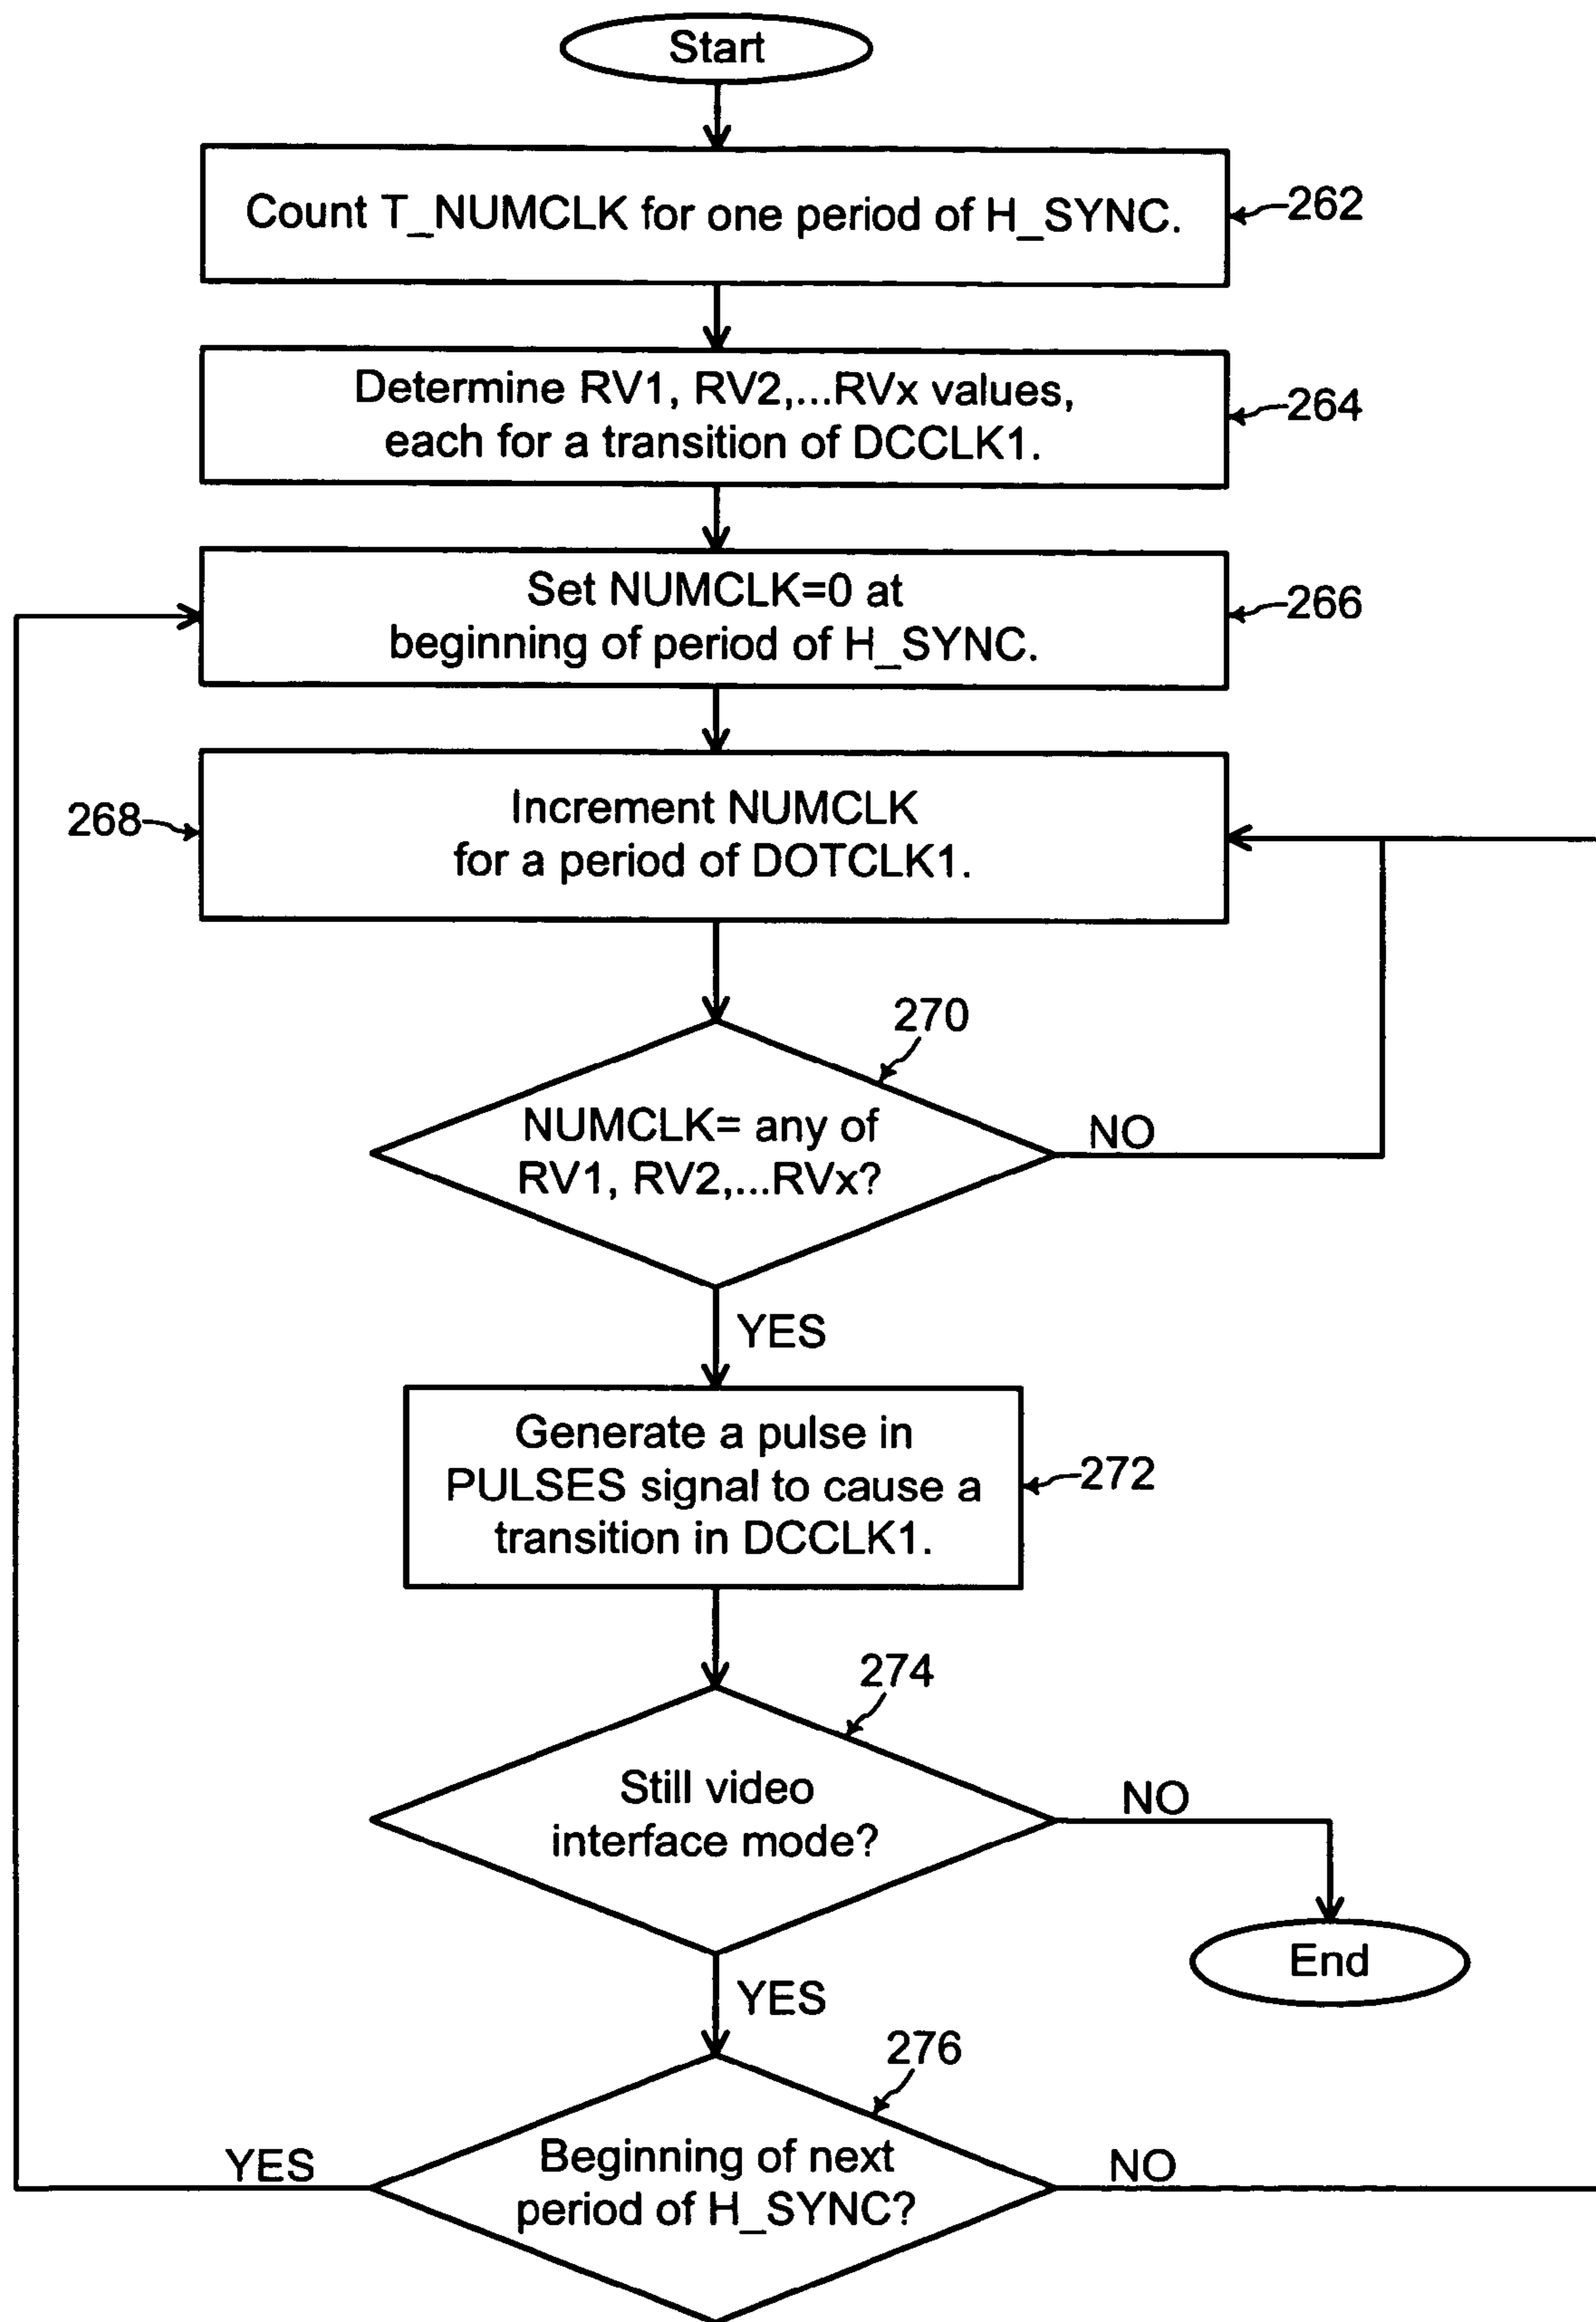 Start
Count T_NUMCLK for one period of H_SYNC.
262
Determine RV1, RV2,...RVx values,
each for a transition of DCCLK1.
264
Set NUMCLK=0 at
beginning of period of H_SYNC.
266
Increment NUMCLK
for a period of DOTCLK1.
268
270
NUMCLK= any of
RV1, RV2,...RVx?
NO
YES
Generate a pulse in
PULSES signal to cause a
transition in DCCLK1.
272
274
Still video
interface mode?
NO
End
YES
276
Beginning of next
period of H_SYNC?
YES
NO